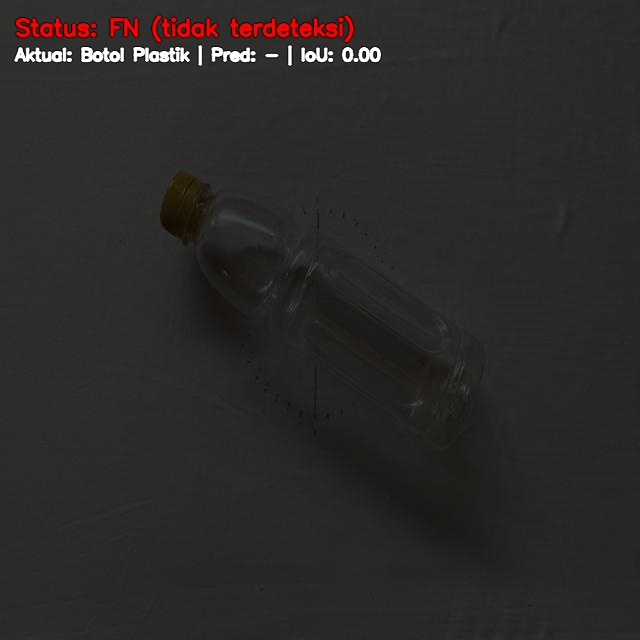 Status: FN (tidak terdeteksi)
Aktual: Botol Plastik | Pred: - | IoU: 0.00